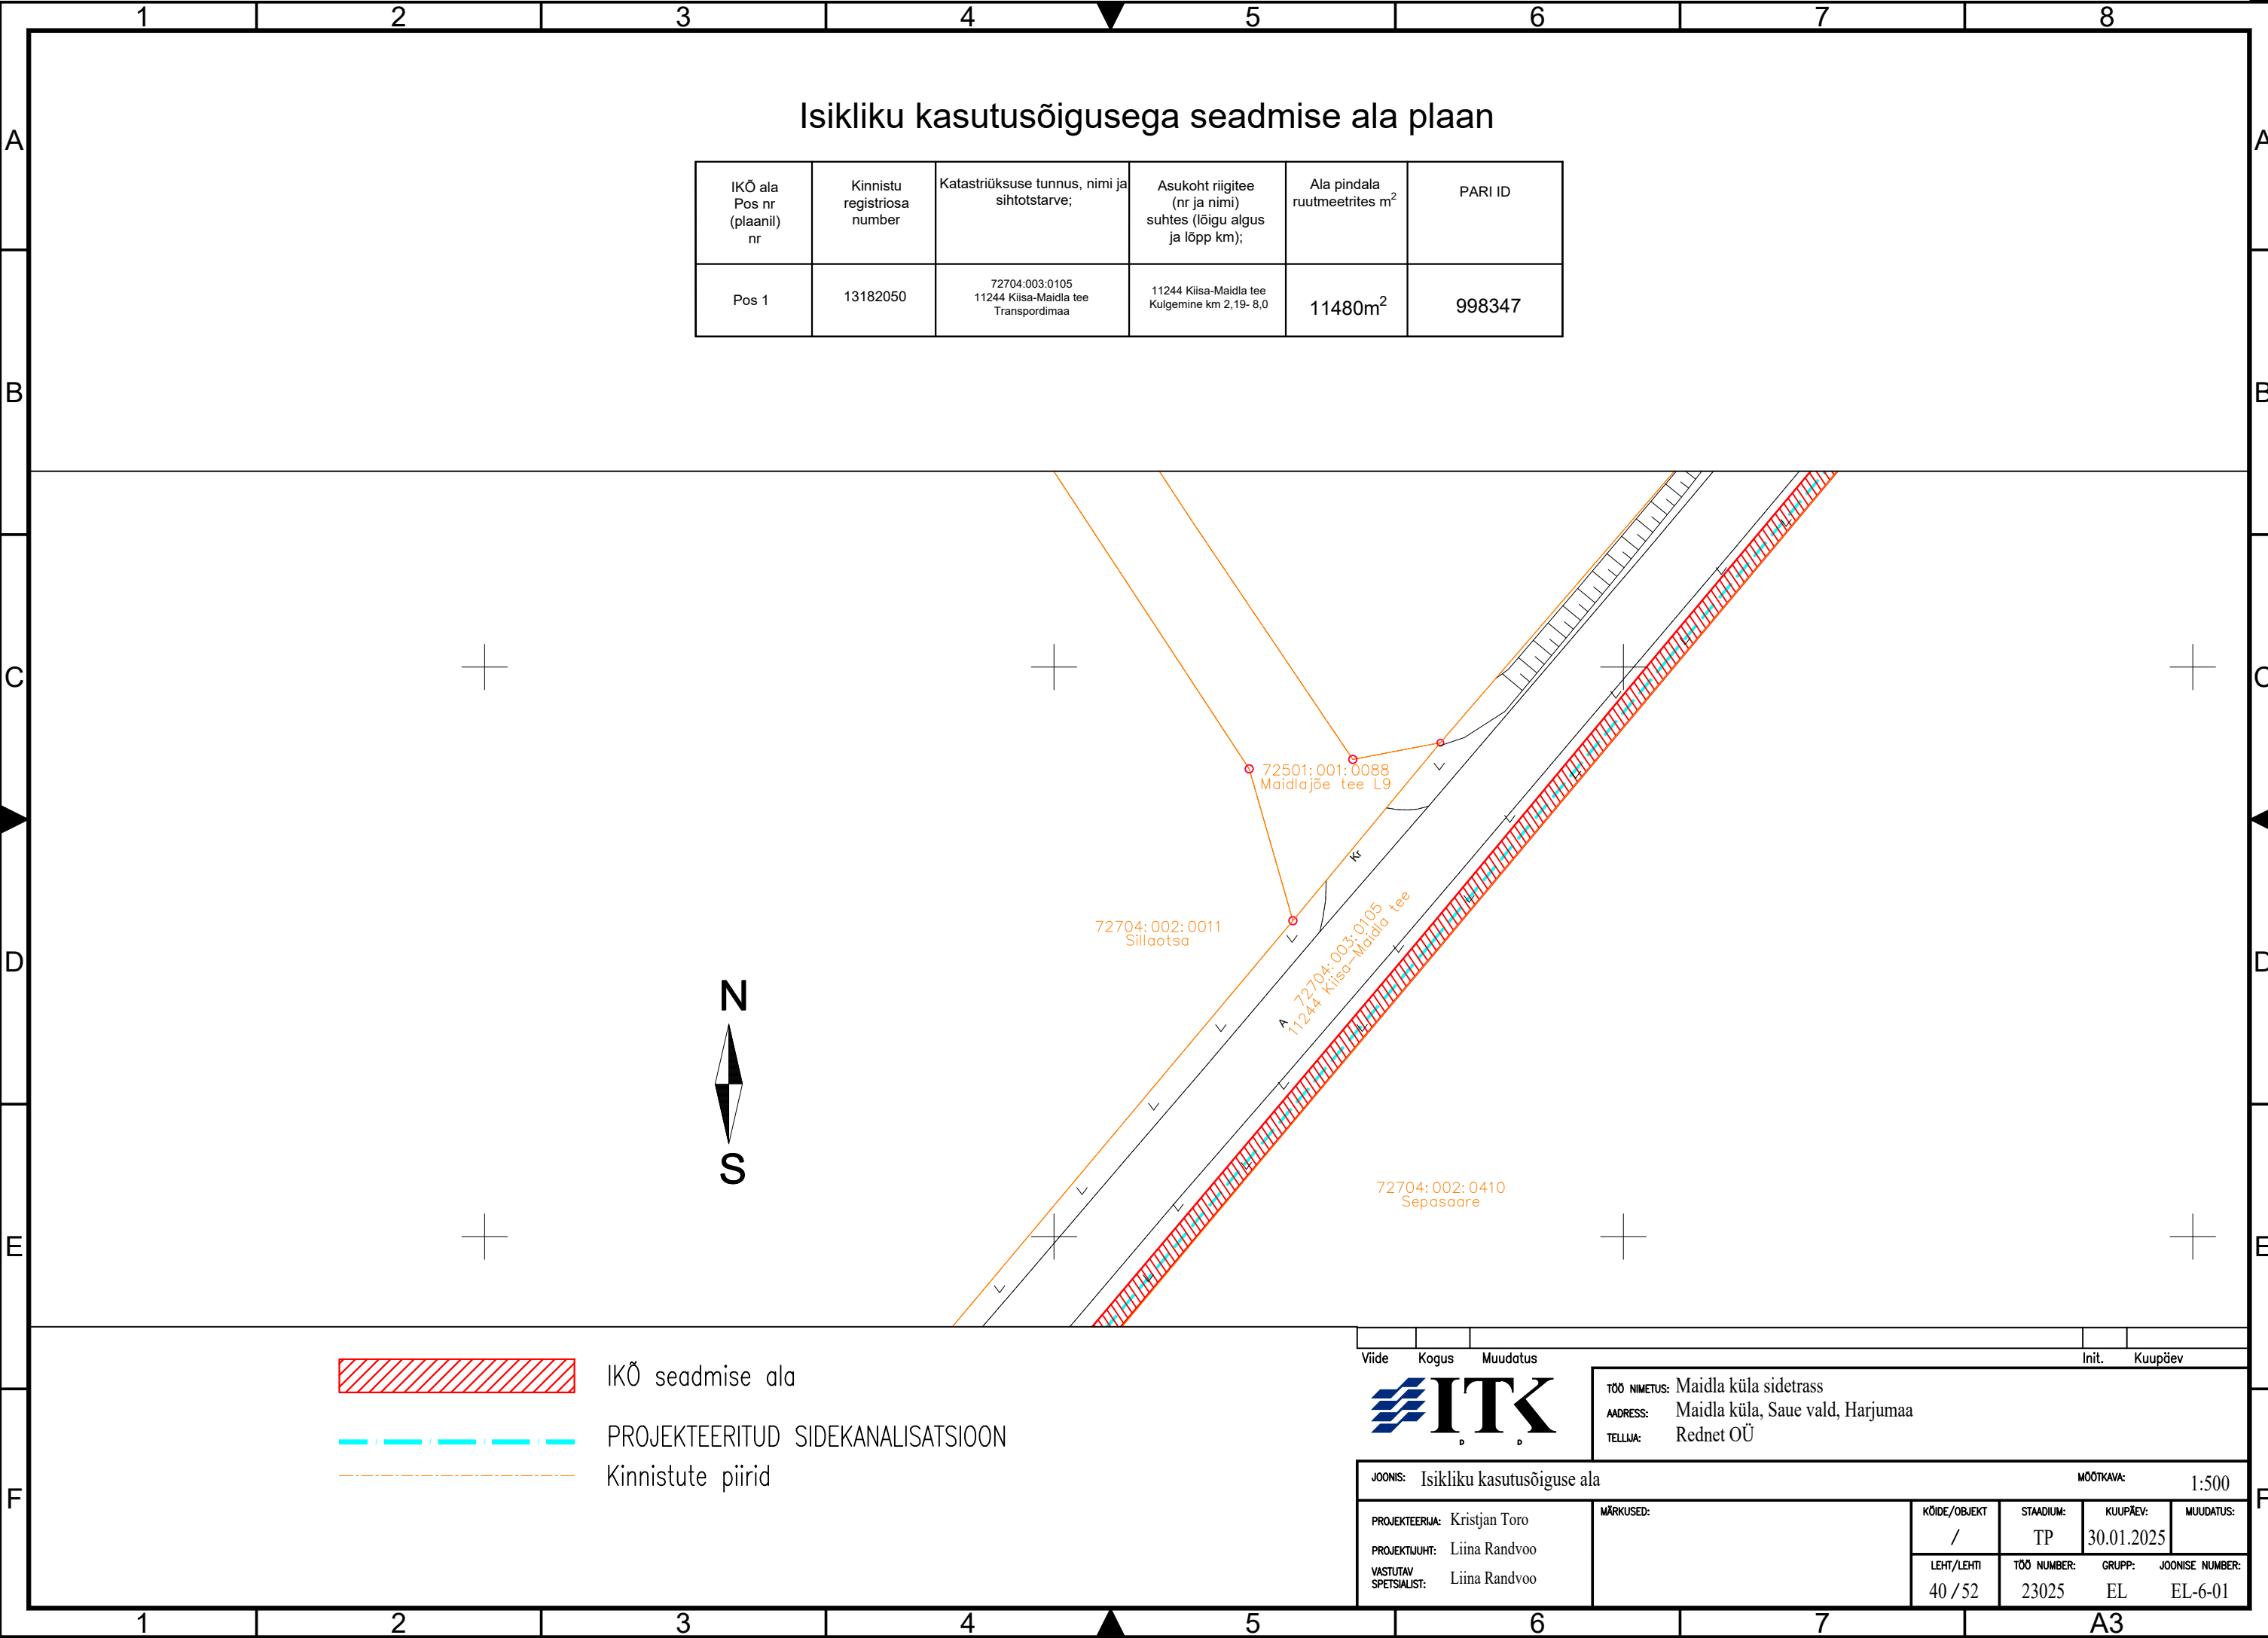 1 2 3 4 5 6 7 8
A A
B B
C C
D D
E E
F F
Isikliku kasutusõigusega seadmise ala plaan
IKÕ ala
Pos nr
(plaanil)
nr
Kinnistu
registriosa
number
Katastriüksuse tunnus, nimi ja
sihtotstarve;
Asukoht riigitee
(nr ja nimi)
suhtes (lõigu algus
ja lõpp km);
Ala pindala
ruutmeetrites m²
PARI ID
Pos 1
13182050
72704:003:0105
11244 Kiisa-Maidla tee
Transpordimaa
11244 Kiisa-Maidla tee
Kulgemine km 2,19- 8,0
11480m²
998347
72501:001:0088
Maidlajõe tee L9
Kr
72704:002:0011
Sillaotsa
72704:003:0105
11244 Kiisa-Maidla tee
A
N
S
72704:002:0410
Sepasaare
IKÕ seadmise ala
PROJEKTEERITUD SIDEKANALISATSIOON
Kinnistute piirid
Viide Kogus Muudatus Init. Kuupäev
ITK
D D
TÖÖ NIMETUS: Maidla küla sidetrass
AADRESS: Maidla küla, Saue vald, Harjumaa
TELLIJA: Rednet OÜ
JOONIS: Isikliku kasutusõiguse ala
MÕÕTKAVA: 1:500
PROJEKTEERIJA: Kristjan Toro
PROJEKTIJUHT: Liina Randvoo
VASTUTAV
SPETSIALIST: Liina Randvoo
MÄRKUSED:
KÖIDE/OBJEKT STAADIUM: KUUPÄEV: MUUDATUS:
/ TP 30.01.2025
LEHT/LEHTI TÖÖ NUMBER: GRUPP: JOONISE NUMBER:
40 / 52 23025 EL EL-6-01
1 2 3 4 5 6 7 A3